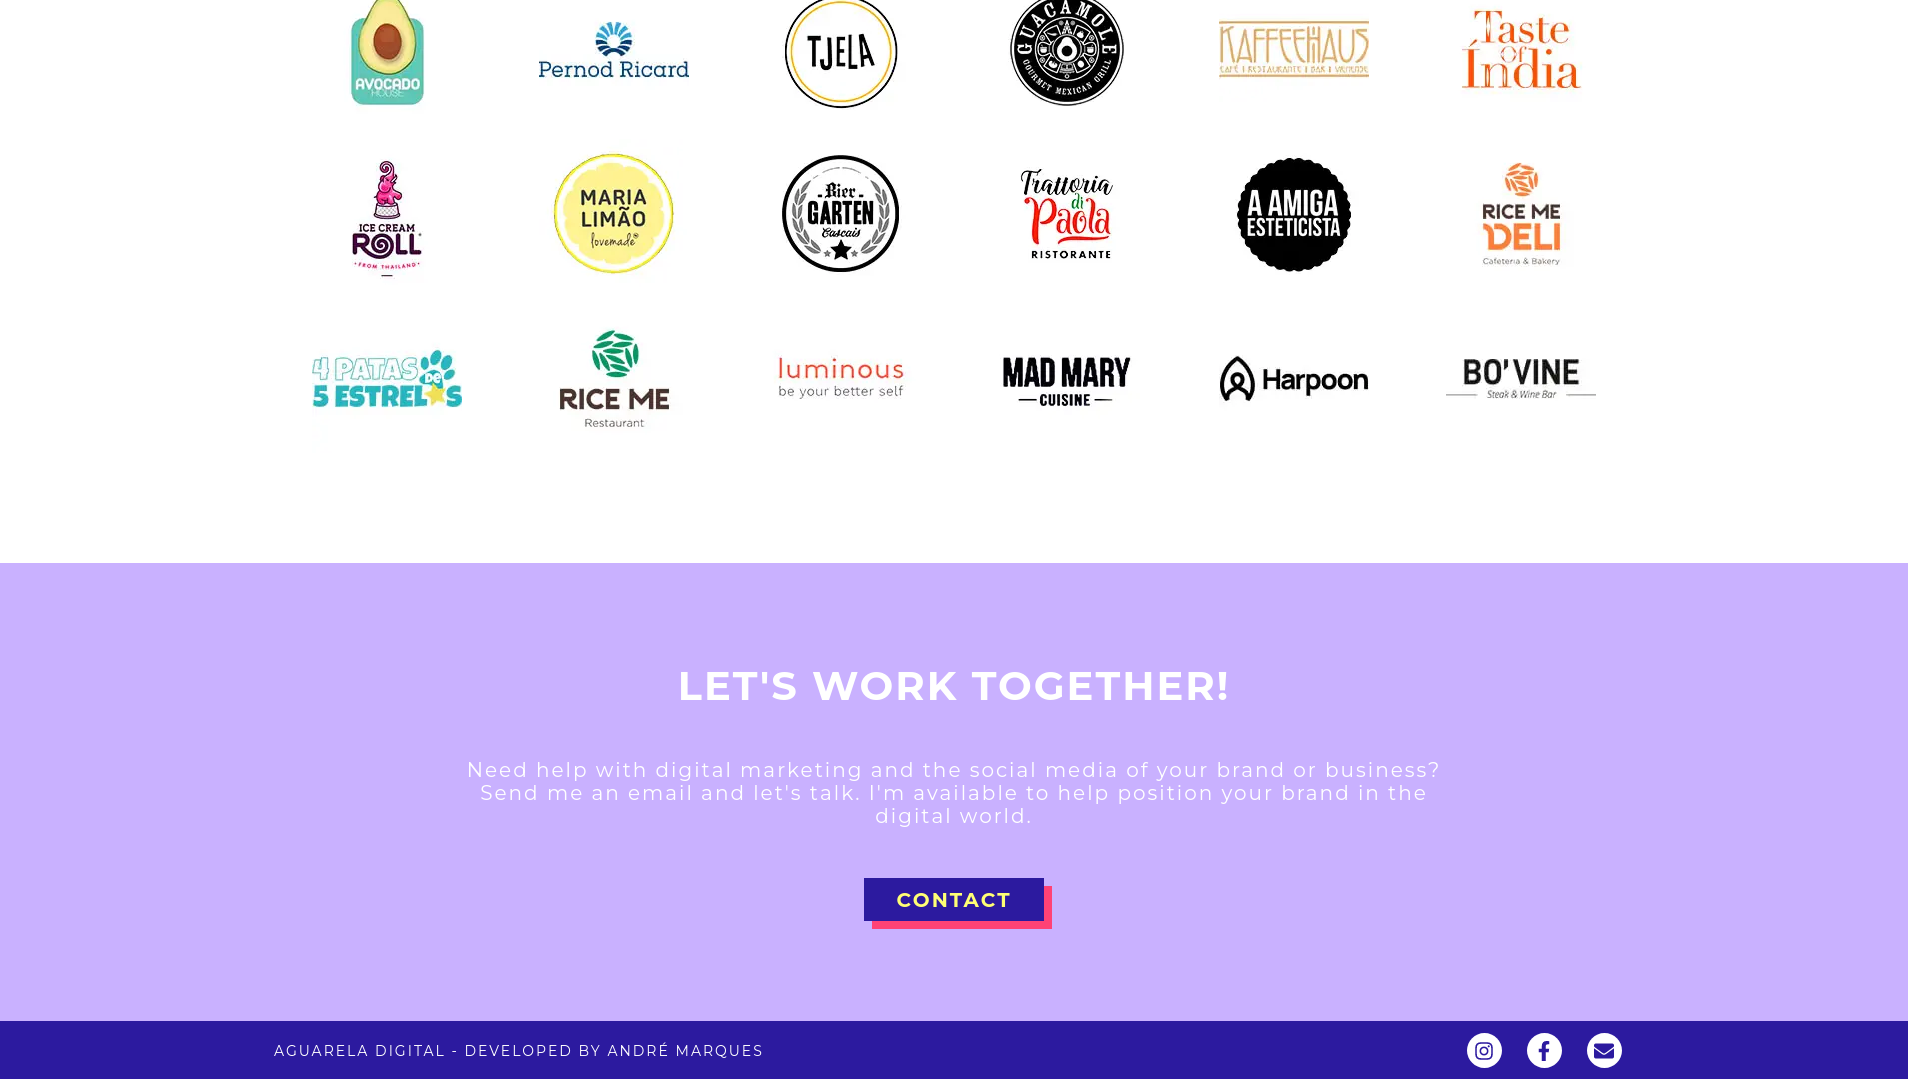 AVOCADO
HOUSE
Pernod Ricard
TJELA
GUACAMOLE
GOURMET MEXICAN GRILL
KAFFEEHAUS
CAFÉ | RESTAURANTE | BAR | VIENENSE
Taste
OF
Índia
ICE CREAM
ROLL
FROM THAILAND
MARIA
LIMÃO
lovemade
Bier
GARTEN
Cascais
Trattoria
di
Paola
RISTORANTE
A AMIGA
ESTETICISTA
RICE ME
DELI
Cafeteria & Bakery
4 PATAS
DE
5 ESTRELAS
RICE ME
Restaurant
luminous
be your better self
MAD MARY
CUISINE
Harpoon
BO'VINE
Steak & Wine Bar
LET'S WORK TOGETHER!
Need help with digital marketing and the social media of your brand or business?
Send me an email and let's talk. I'm available to help position your brand in the
digital world.
CONTACT
AGUARELA DIGITAL - DEVELOPED BY ANDRÉ MARQUES